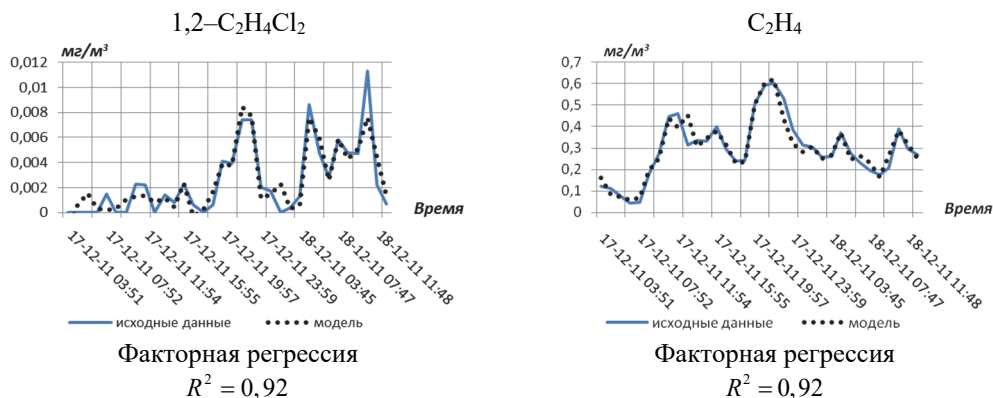 1,2–C₂H₄Cl₂
мг/м³
0,012
0,01
0,008
0,006
0,004
0,002
0
Время
17-12-11 03:51
17-12-11 07:52
17-12-11 11:54
17-12-11 15:55
17-12-11 19:57
17-12-11 23:59
18-12-11 03:45
18-12-11 07:47
18-12-11 11:48
исходные данные
модель
Факторная регрессия
R² = 0,92
C₂H₄
мг/м³
0,7
0,6
0,5
0,4
0,3
0,2
0,1
0
Время
17-12-11 03:51
17-12-11 07:52
17-12-11 11:54
17-12-11 15:55
17-12-11 19:57
17-12-11 23:59
18-12-11 03:45
18-12-11 07:47
18-12-11 11:48
исходные данные
модель
Факторная регрессия
R² = 0,92